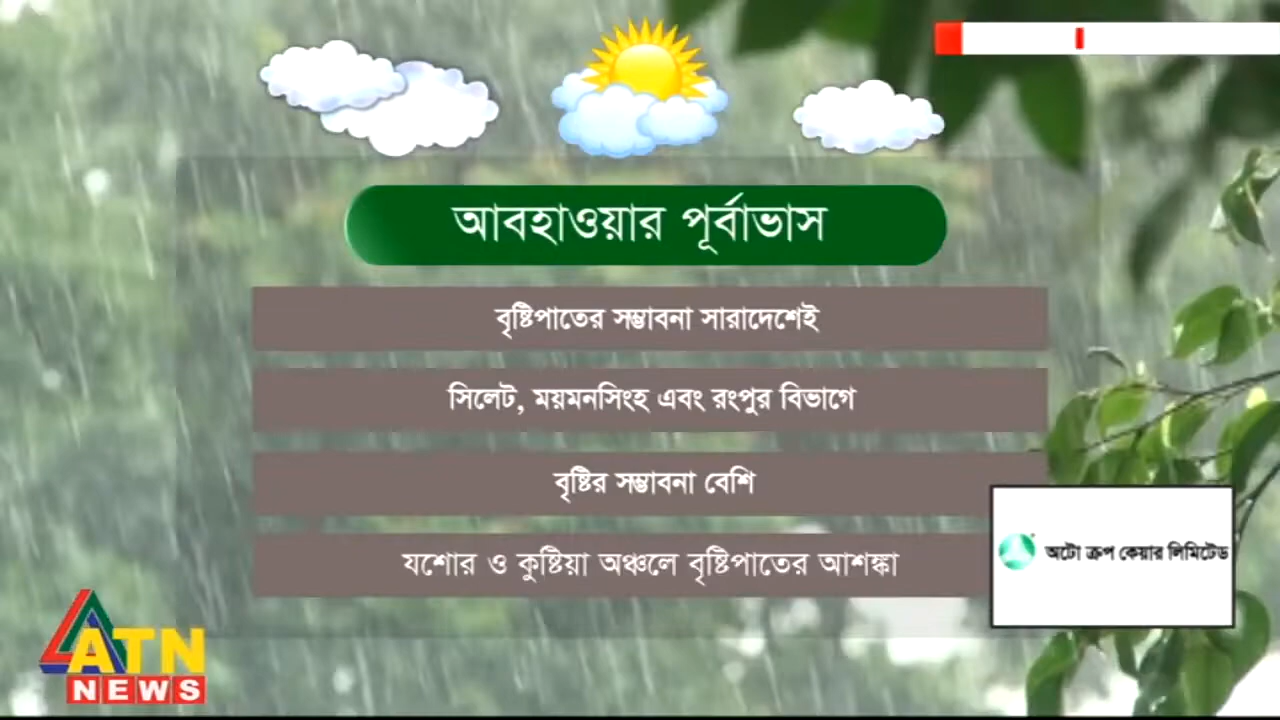 আবহাওয়ার পূর্বাভাস
বৃষ্টিপাতের সম্ভাবনা সারাদেশেই
সিলেট, ময়মনসিংহ এবং রংপুর বিভাগে
বৃষ্টির সম্ভাবনা বেশি
যশোর ও কুষ্টিয়া অঞ্চলে বৃষ্টিপাতের আশঙ্কা
অটো ক্রপ কেয়ার লিমিটেড
ATN
NEWS